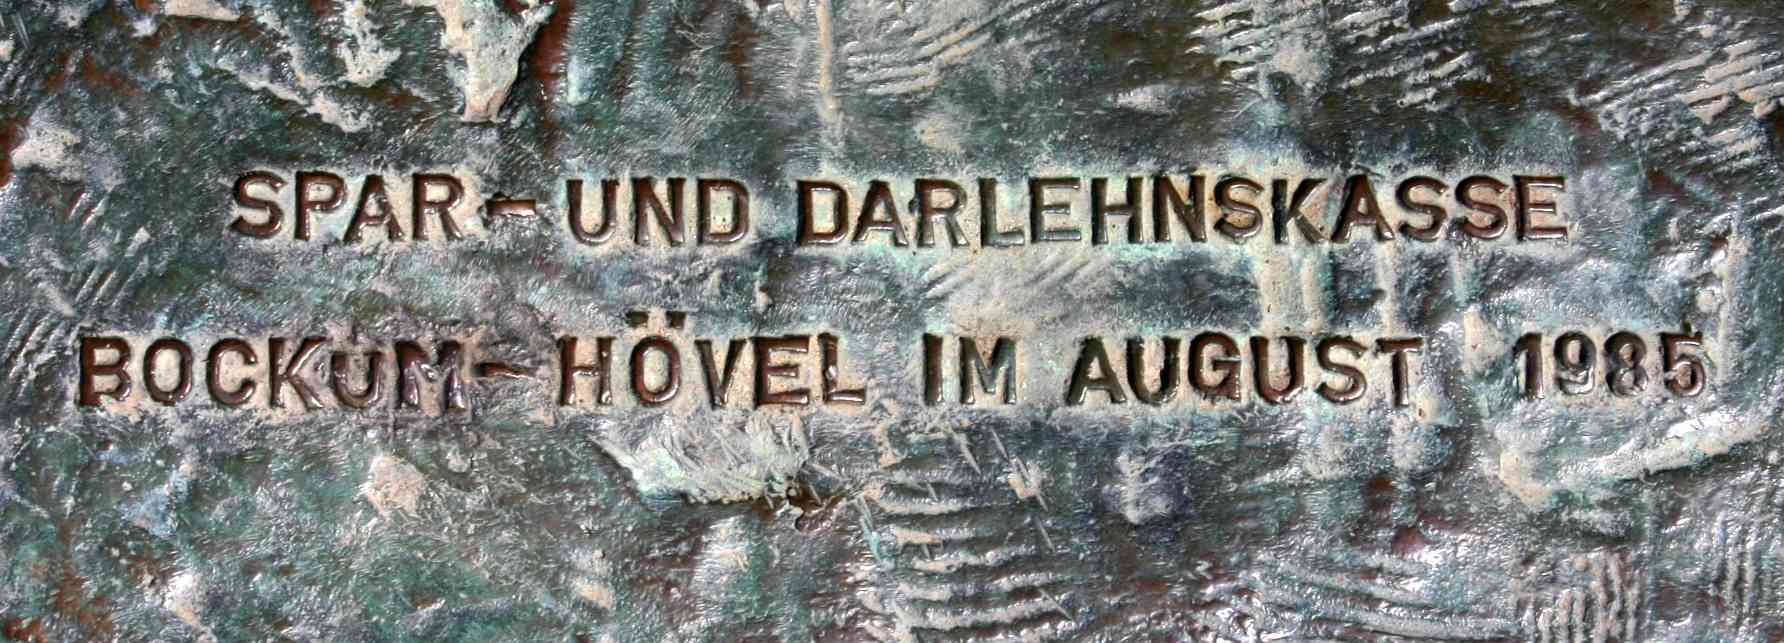 SPAR- UND DARLEHNSKASSE
BOCKUM-HÖVEL IM AUGUST 1985